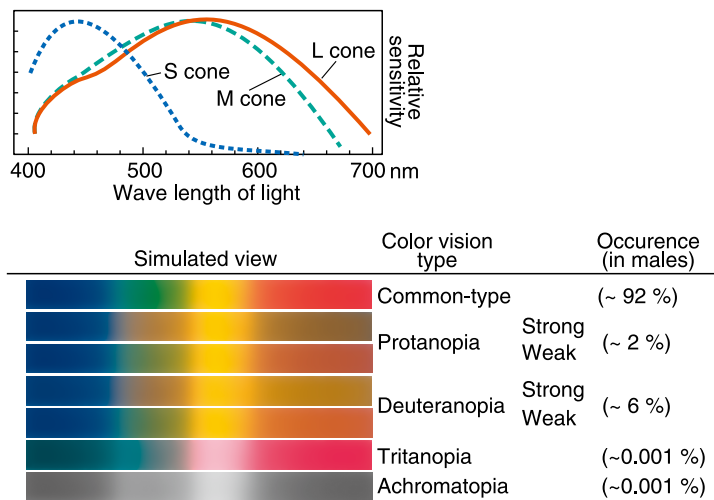 S cone
M cone
L cone
Relative
sensitivity
400 500 600 700 nm
Wave length of light
Simulated view
Color vision
type
Occurence
(in males)
Common-type (~ 92 %)
Protanopia Strong
Weak (~ 2 %)
Deuteranopia Strong
Weak (~ 6 %)
Tritanopia (~0.001 %)
Achromatopia (~0.001 %)